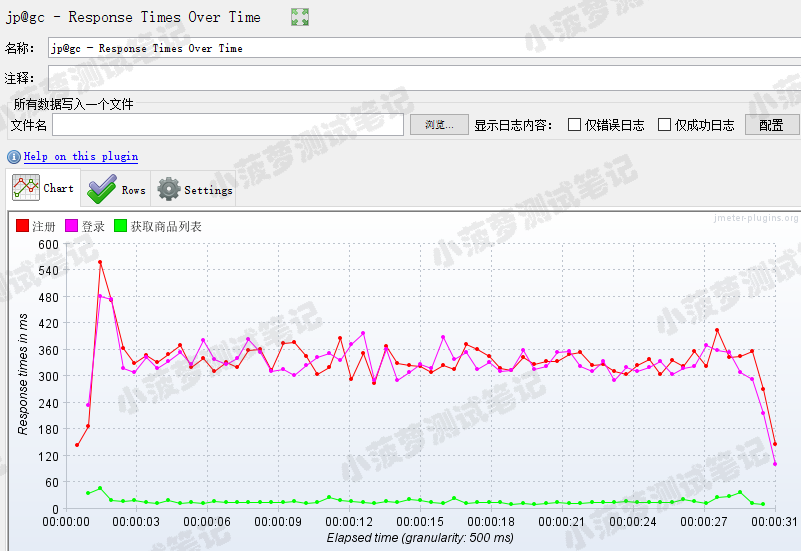 jp@gc - Response Times Over Time
名称： jp@gc - Response Times Over Time
注释：
所有数据写入一个文件
文件名 浏览... 显示日志内容： 仅错误日志 仅成功日志 配置
Help on this plugin
Chart Rows Settings
jmeter-plugins.org
注册 登录 获取商品列表
600
540
480
420
360
300
240
180
120
60
0
Response times in ms
00:00:00 00:00:03 00:00:06 00:00:09 00:00:12 00:00:15 00:00:18 00:00:21 00:00:24 00:00:27 00:00:31
Elapsed time (granularity: 500 ms)
小菠萝测试笔记